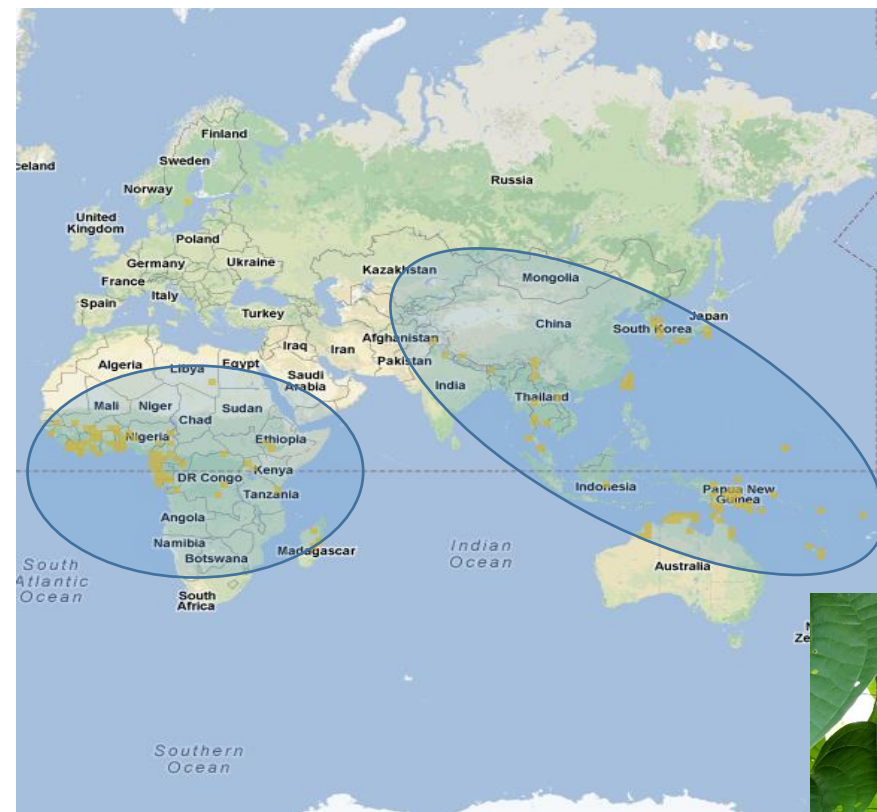 Finland
Sweden
celand
Norway
Russia
United
Kingdom
Poland
Germany
Ukraine
France
Kazakhstan
Mongolia
Spain
Italy
Turkey
China
Japan
South Korea
Iraq
Iran
Afghanistan
Pakistan
Algeria
Libya
Egypt
Saudi
Arabia
India
Mali
Niger
Chad
Sudan
Thailand
Nigeria
Ethiopia
DR Congo
Kenya
Tanzania
Indonesia
Papua New
Guinea
Angola
Namibia
Botswana
Madagascar
South
Africa
Australia
South
Atlantic
Ocean
Indian
Ocean
N
Ze
Southern
Ocean